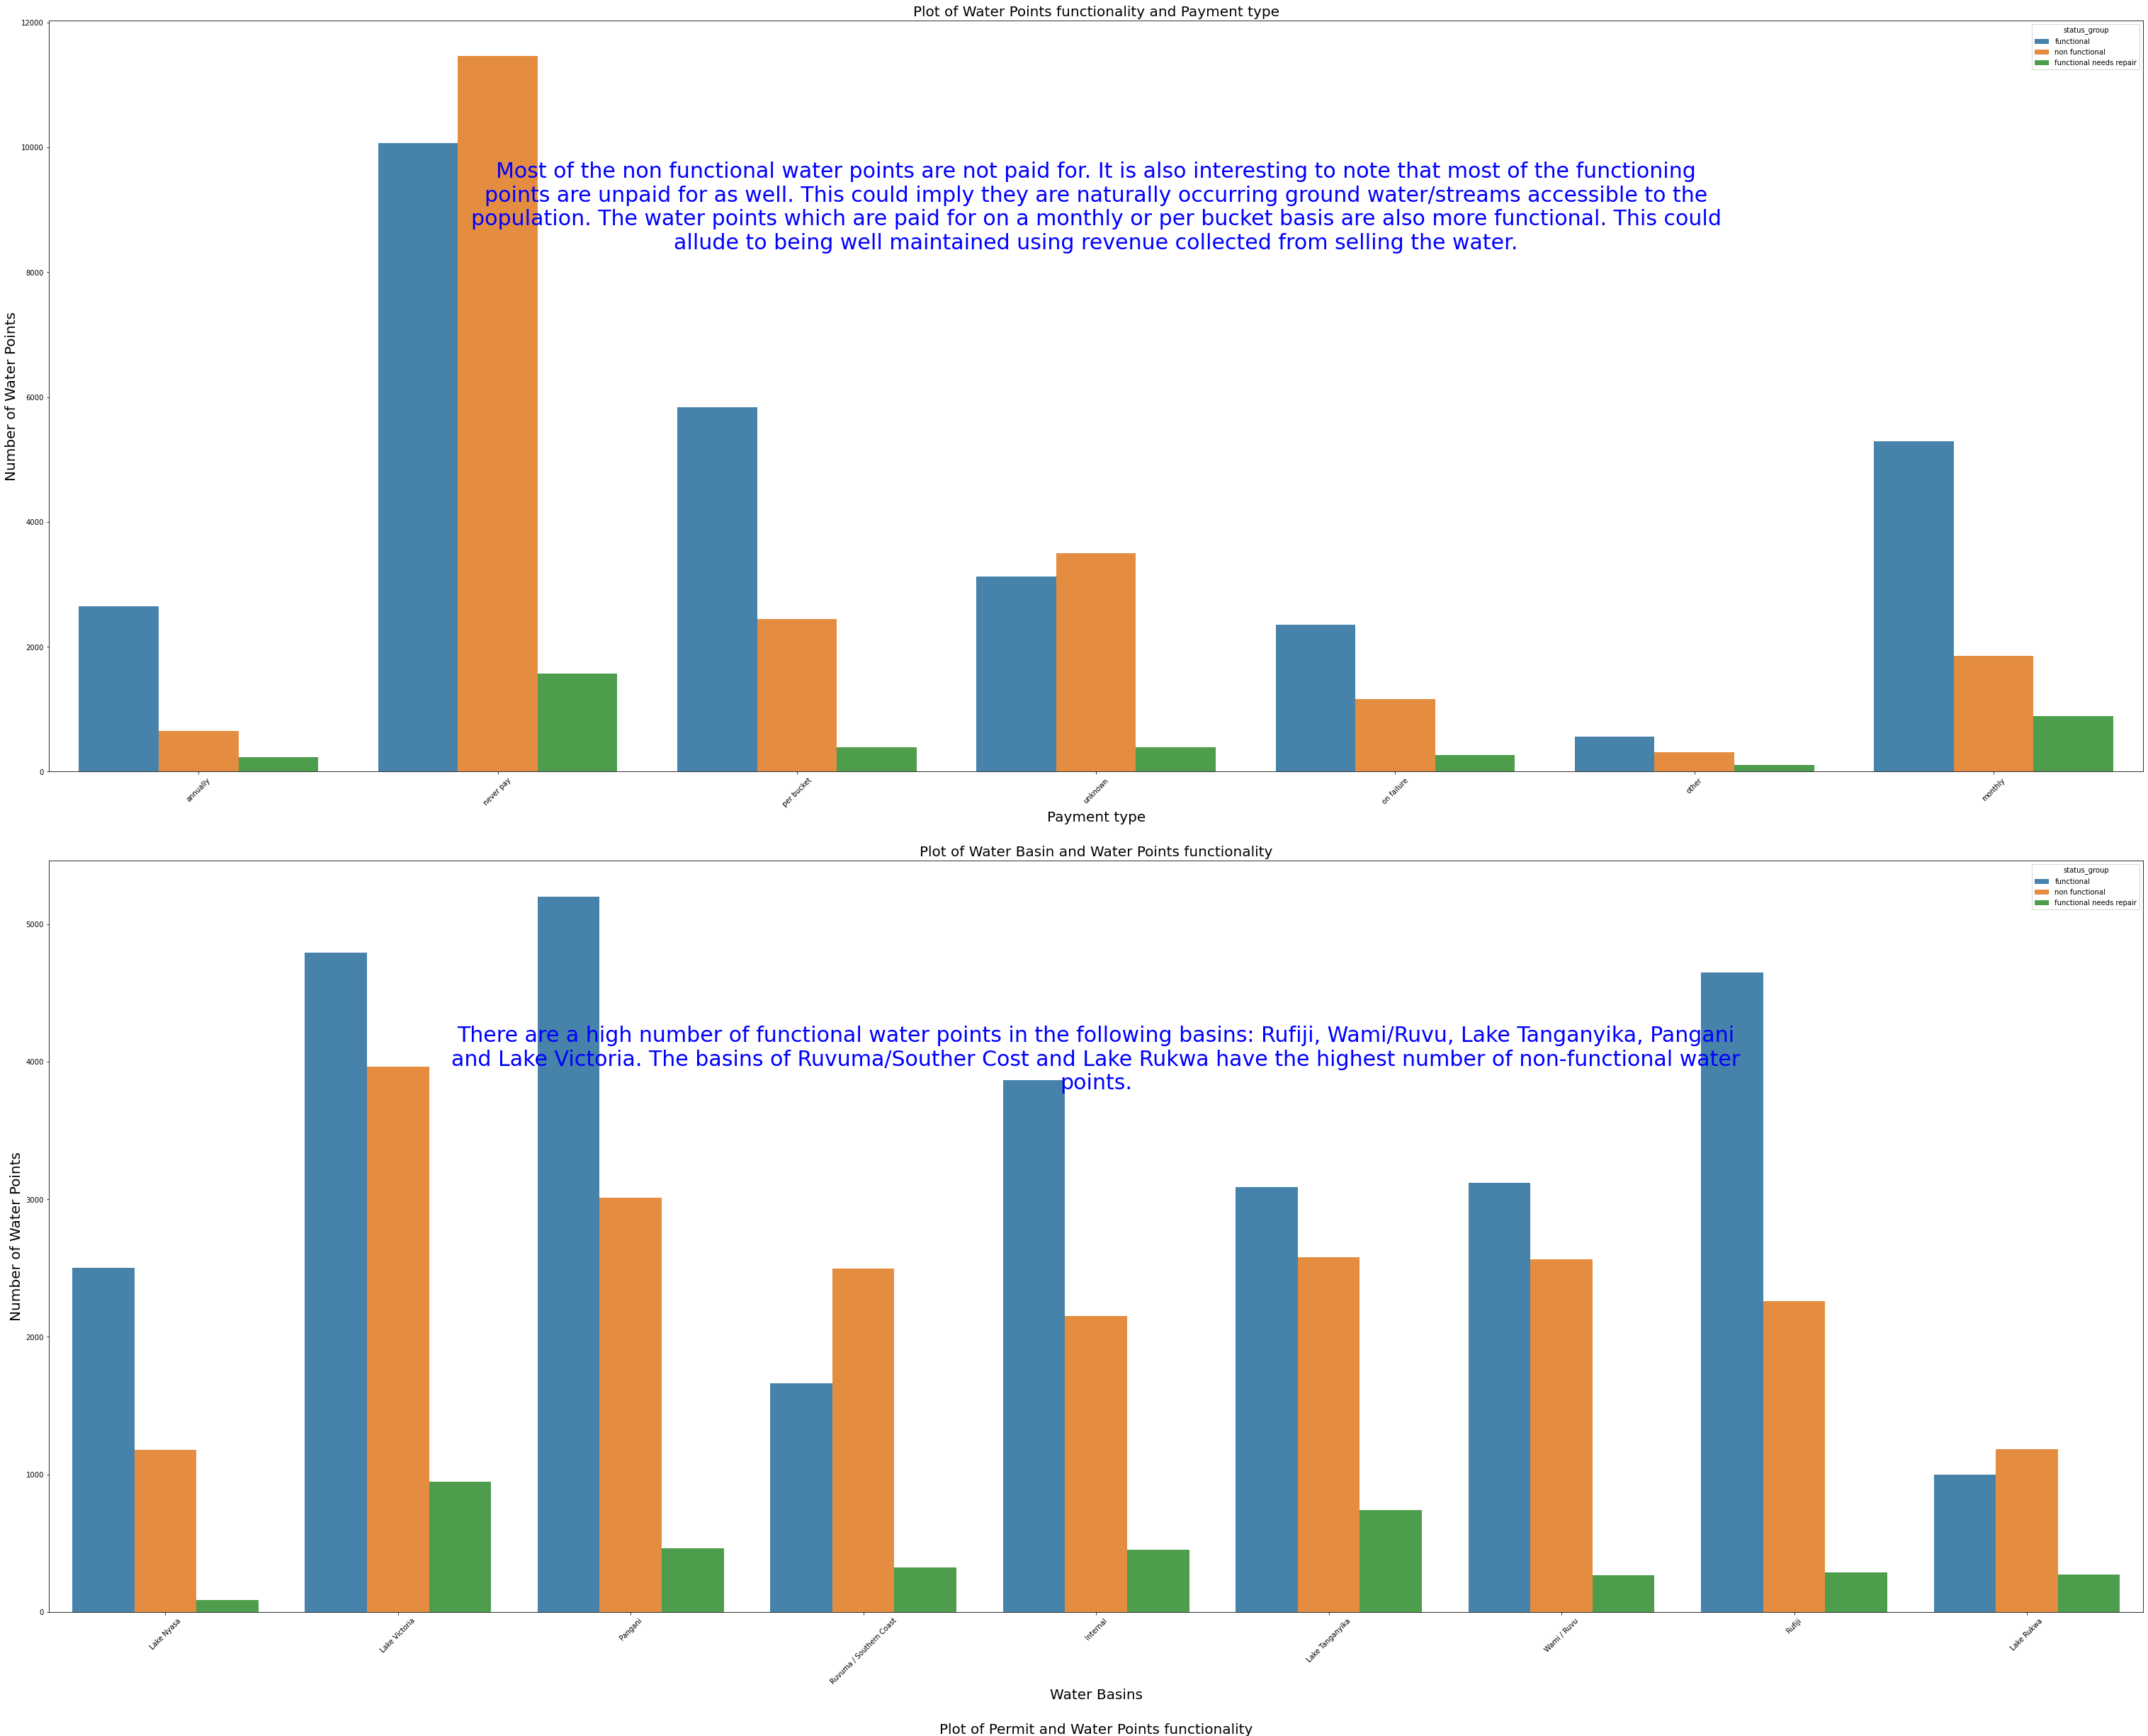 Plot of Water Points functionality and Payment type
status_group
functional
non functional
functional needs repair
12000
10000
8000
6000
4000
2000
0
Number of Water Points
Most of the non functional water points are not paid for. It is also interesting to note that most of the functioning
points are unpaid for as well. This could imply they are naturally occurring ground water/streams accessible to the
population. The water points which are paid for on a monthly or per bucket basis are also more functional. This could
allude to being well maintained using revenue collected from selling the water.
annually
never pay
per bucket
unknown
on failure
other
monthly
Payment type
Plot of Water Basin and Water Points functionality
status_group
functional
non functional
functional needs repair
5000
4000
3000
2000
1000
0
Number of Water Points
There are a high number of functional water points in the following basins: Rufiji, Wami/Ruvu, Lake Tanganyika, Pangani
and Lake Victoria. The basins of Ruvuma/Souther Cost and Lake Rukwa have the highest number of non-functional water
points.
Lake Nyasa
Lake Victoria
Pangani
Ruvuma / Southern Coast
Internal
Lake Tanganyika
Wami / Ruvu
Rufiji
Lake Rukwa
Water Basins
Plot of Permit and Water Points functionality